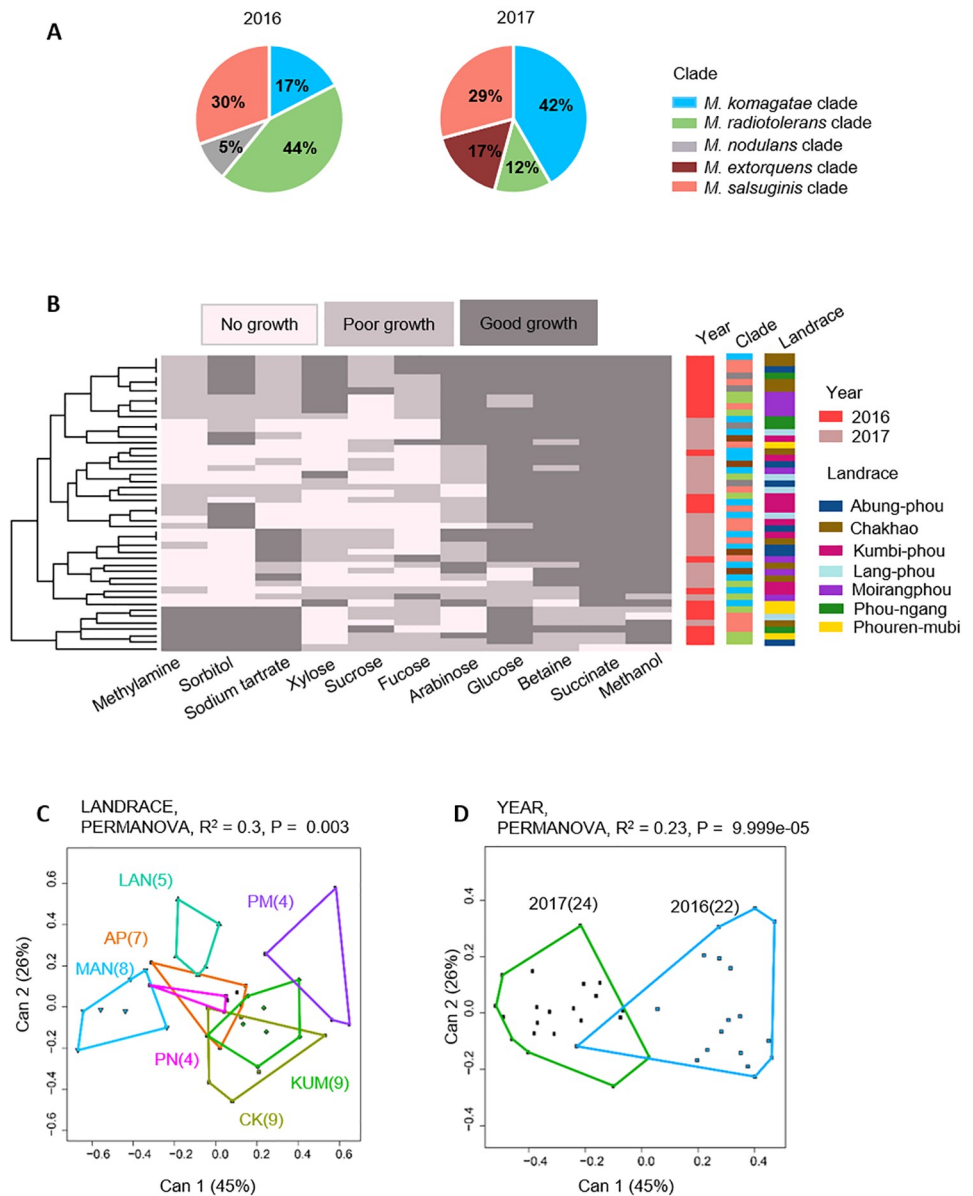 A
2016
2017
17%
44%
5%
30%
42%
12%
17%
29%
Clade
M. komagatae clade
M. radiotolerans clade
M. nodulans clade
M. extorquens clade
M. salsuginis clade
B
No growth
Poor growth
Good growth
Year
Clade
Landrace
Year
2016
2017
Landrace
Abung-phou
Chakhao
Kumbi-phou
Lang-phou
Moirangphou
Phou-ngang
Phouren-mubi
Methylamine
Sorbitol
Sodium tartrate
Xylose
Sucrose
Fucose
Arabinose
Glucose
Betaine
Succinate
Methanol
C
LANDRACE,
PERMANOVA, R² = 0.3, P = 0.003
Can 2 (26%)
0.6
0.4
0.2
0.0
−0.2
−0.4
−0.6
LAN(5)
PM(4)
AP(7)
MAN(8)
PN(4)
KUM(9)
CK(9)
−0.6 −0.4 −0.2 0.0 0.2 0.4 0.6
Can 1 (45%)
D
YEAR,
PERMANOVA, R² = 0.23, P = 9.999e-05
Can 2 (26%)
0.4
0.2
0.0
−0.2
−0.4
2017(24)
2016(22)
−0.4 −0.2 0.0 0.2 0.4
Can 1 (45%)